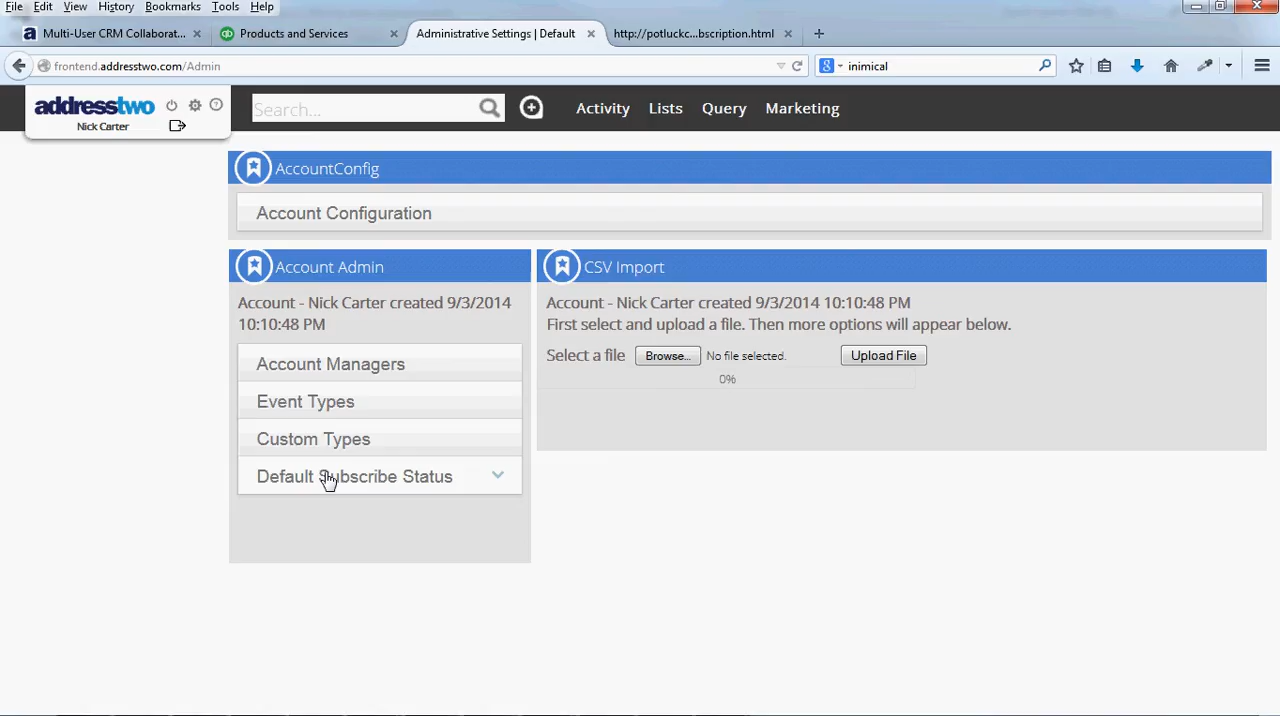 File Edit View History Bookmarks Tools Help
Multi-User CRM Collaborat... Products and Services Administrative Settings | Default http://potluckc...bscription.html
frontend.addresstwo.com/Admin inimical
addresstwo
Nick Carter
Search... Activity Lists Query Marketing
AccountConfig
Account Configuration
Account Admin
Account - Nick Carter created 9/3/2014
10:10:48 PM
Account Managers
Event Types
Custom Types
Default Subscribe Status
CSV Import
Account - Nick Carter created 9/3/2014 10:10:48 PM
First select and upload a file. Then more options will appear below.
Select a file Browse... No file selected. Upload File
0%